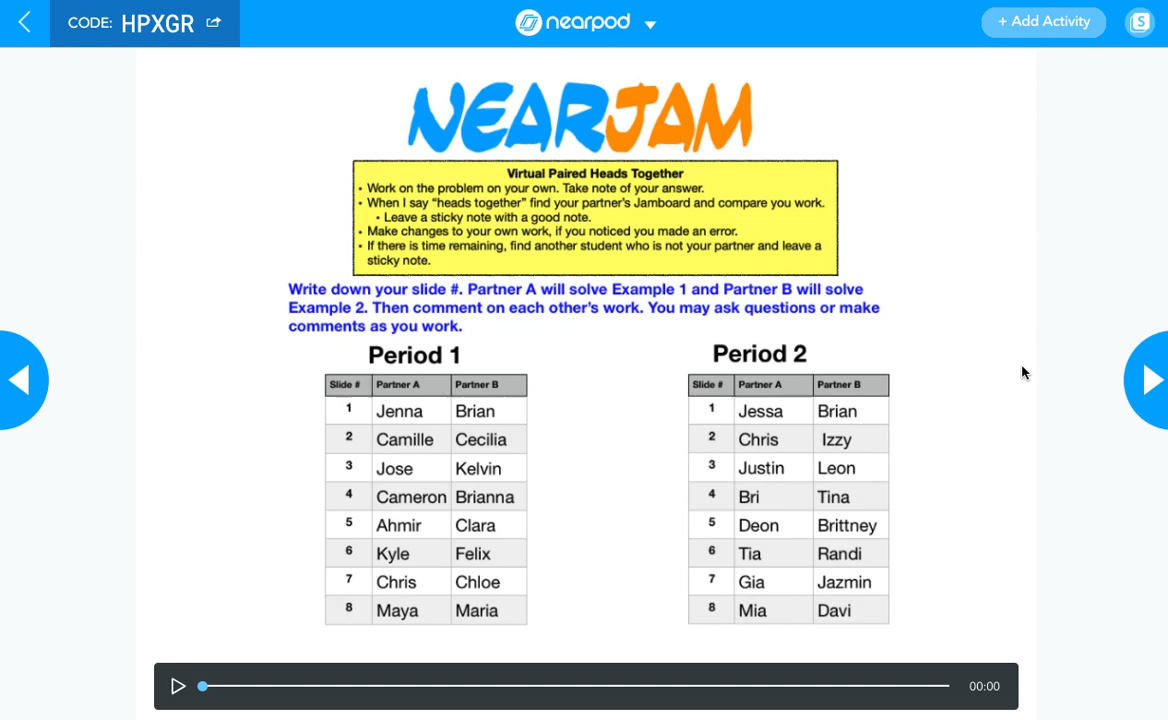 CODE: HPXGR
nearpod
+ Add Activity
S
NEARJAM
Virtual Paired Heads Together
• Work on the problem on your own. Take note of your answer.
• When I say “heads together” find your partner’s Jamboard and compare you work.
• Leave a sticky note with a good note.
• Make changes to your own work, if you noticed you made an error.
• If there is time remaining, find another student who is not your partner and leave a
sticky note.
Write down your slide #. Partner A will solve Example 1 and Partner B will solve
Example 2. Then comment on each other’s work. You may ask questions or make
comments as you work.
Period 1
Slide # Partner A Partner B
1 Jenna Brian
2 Camille Cecilia
3 Jose Kelvin
4 Cameron Brianna
5 Ahmir Clara
6 Kyle Felix
7 Chris Chloe
8 Maya Maria
Period 2
Slide # Partner A Partner B
1 Jessa Brian
2 Chris Izzy
3 Justin Leon
4 Bri Tina
5 Deon Brittney
6 Tia Randi
7 Gia Jazmin
8 Mia Davi
00:00